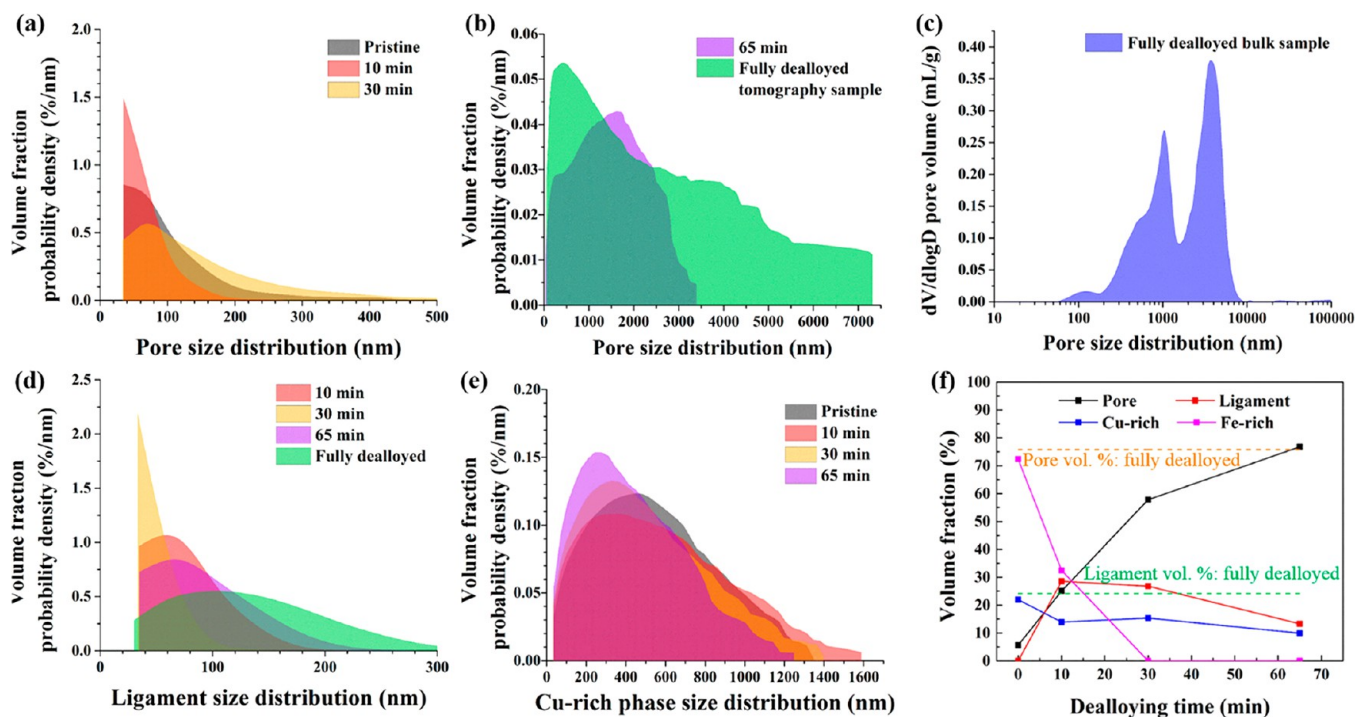 (a)
Volume fraction
probability density (%/nm)
2.0
1.5
1.0
0.5
0.0
Pristine
10 min
30 min
0 100 200 300 400 500
Pore size distribution (nm)
(b)
Volume fraction
probability density (%/nm)
0.06
0.05
0.04
0.03
0.02
0.01
0.00
65 min
Fully dealloyed
tomography sample
0 1000 2000 3000 4000 5000 6000 7000
Pore size distribution (nm)
(c)
dV/dlogD pore volume (mL/g)
0.40
0.35
0.30
0.25
0.20
0.15
0.10
0.05
0.00
Fully dealloyed bulk sample
10 100 1000 10000 100000
Pore size distribution (nm)
(d)
Volume fraction
probability density (%/nm)
2.5
2.0
1.5
1.0
0.5
0.0
10 min
30 min
65 min
Fully dealloyed
0 100 200 300
Ligament size distribution (nm)
(e)
Volume fraction
probability density (%/nm)
0.20
0.15
0.10
0.05
0.00
Pristine
10 min
30 min
65 min
0 200 400 600 800 1000 1200 1400 1600
Cu-rich phase size distribution (nm)
(f)
Volume fraction (%)
100
90
80
70
60
50
40
30
20
10
0
Pore Ligament
Cu-rich Fe-rich
Pore vol. %: fully dealloyed
Ligament vol. %: fully dealloyed
0 10 20 30 40 50 60 70
Dealloying time (min)